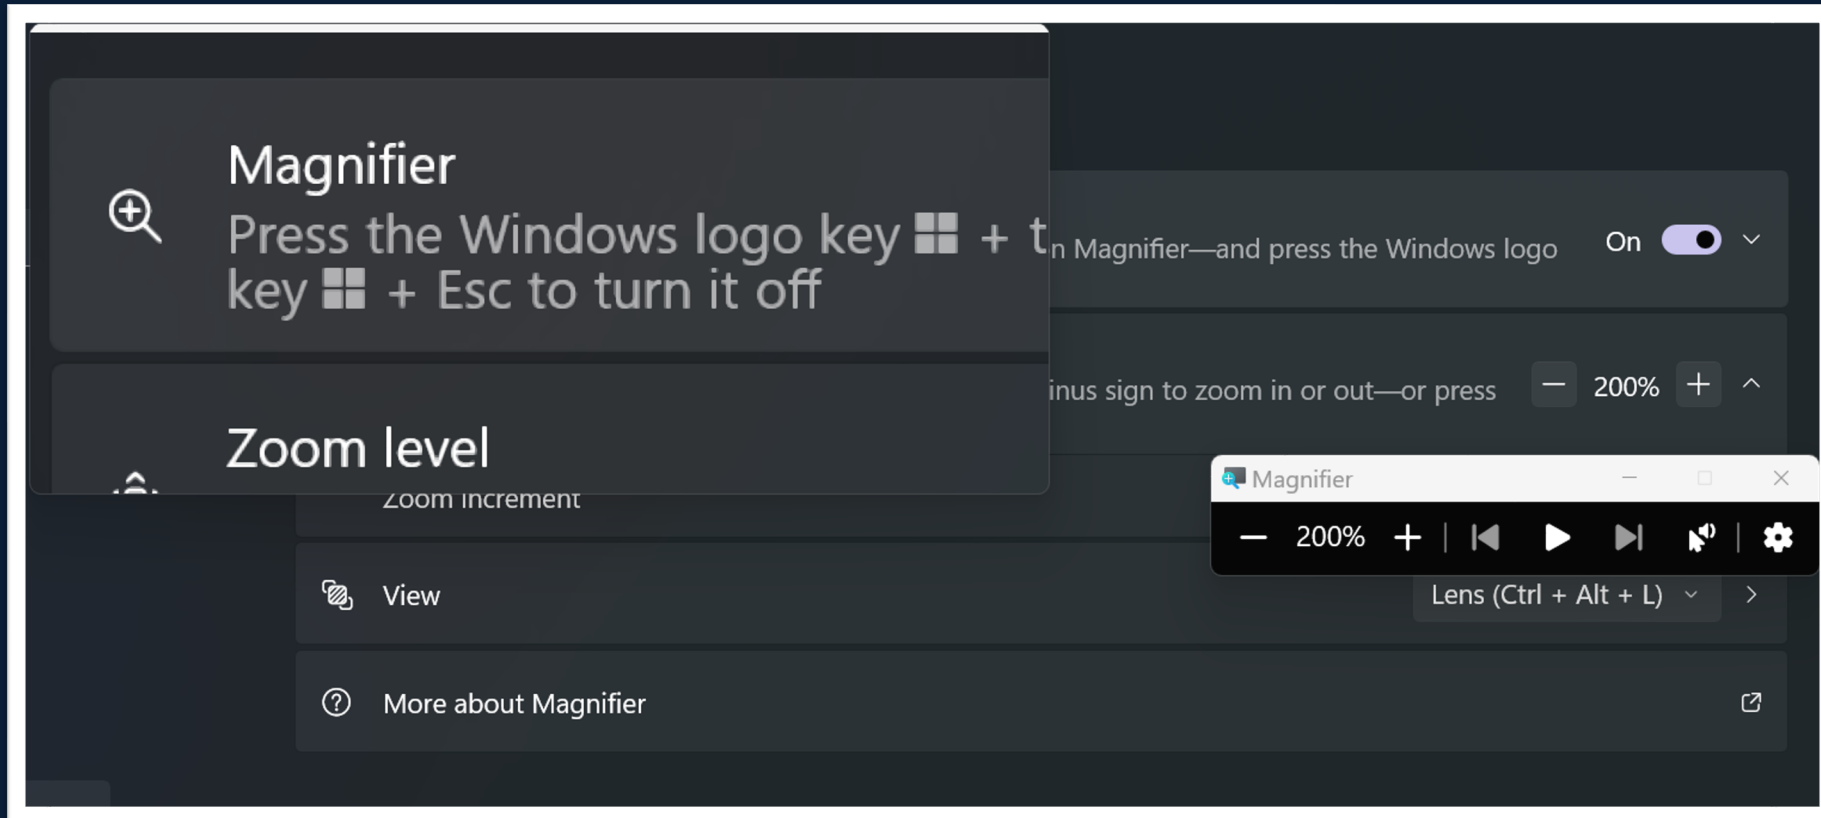 Magnifier
Press the Windows logo key + t
key + Esc to turn it off
n Magnifier—and press the Windows logo
On
Zoom level
inus sign to zoom in or out—or press
200%
Zoom increment
Magnifier
200%
View
Lens (Ctrl + Alt + L)
More about Magnifier